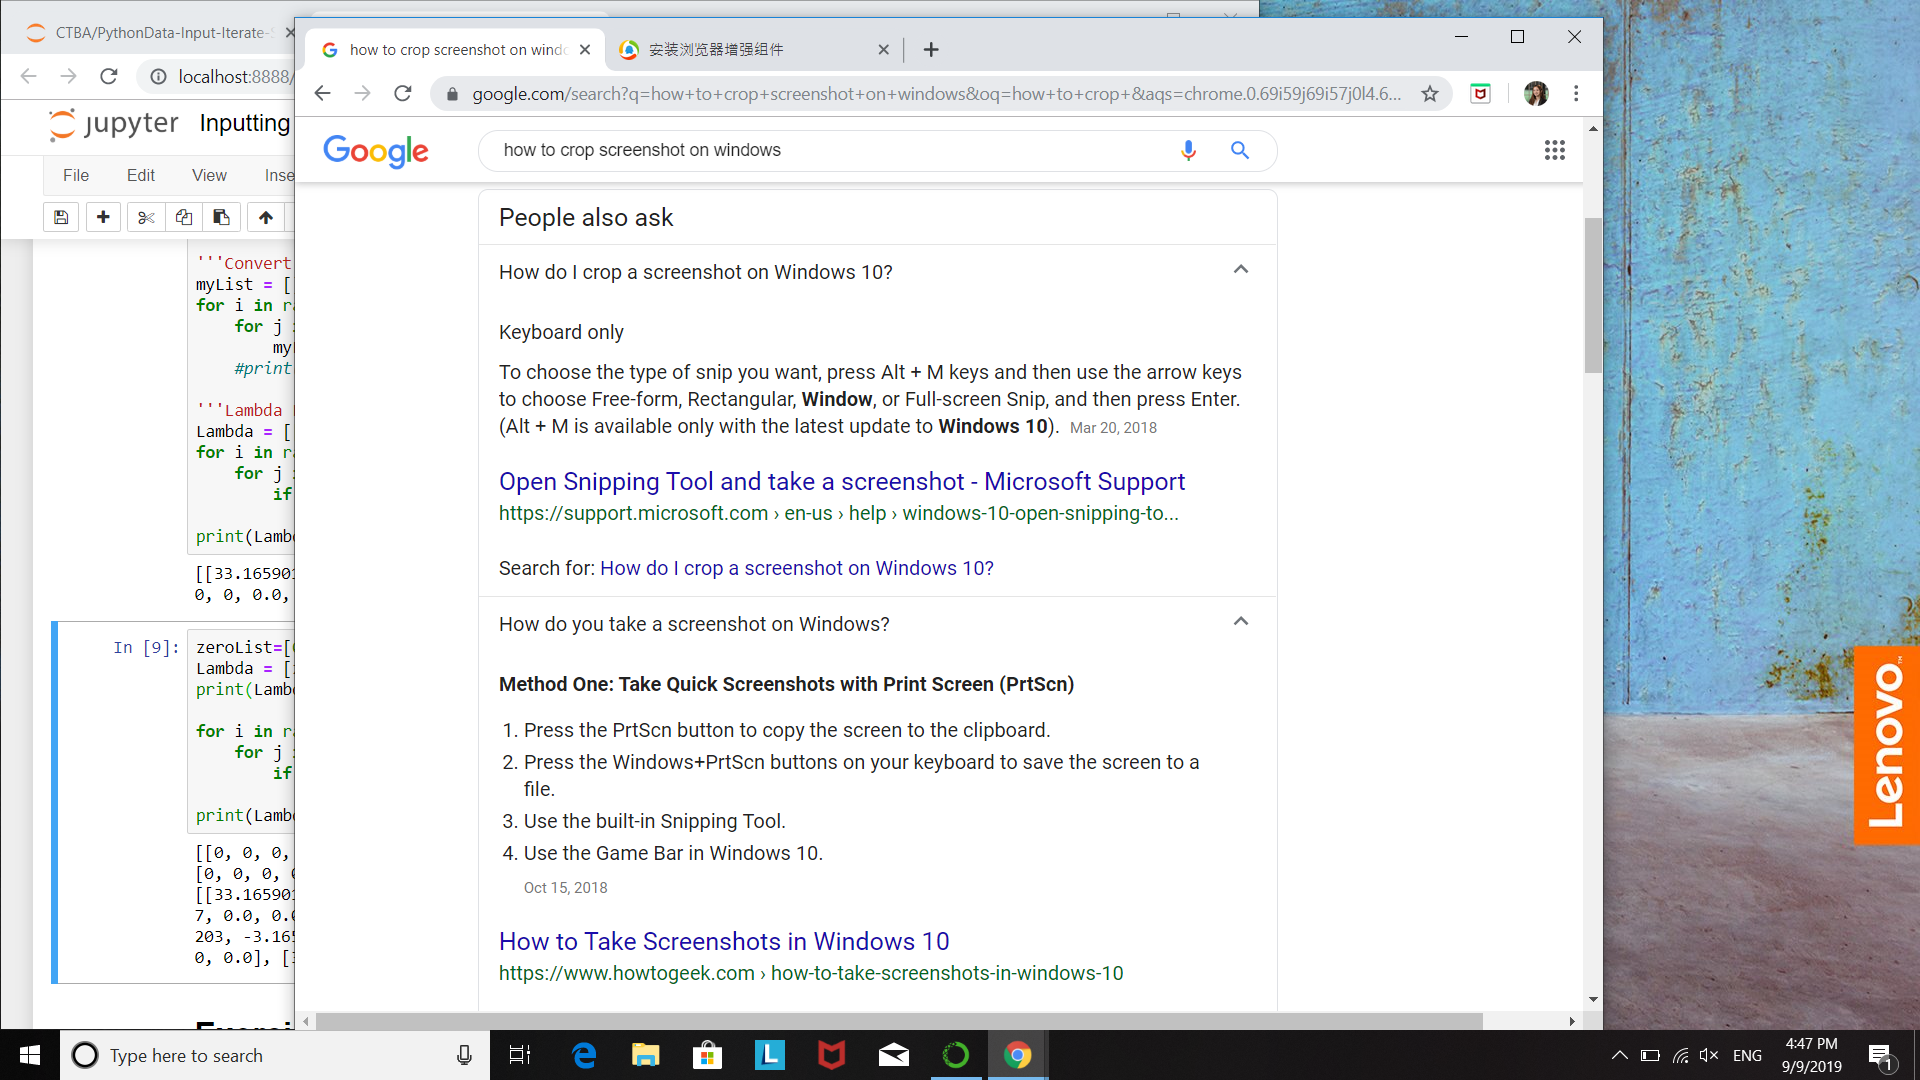 CTBA/PythonData-Input-Iterate-
localhost:8888/
jupyter Inputting
File Edit View Inse
'''Convert
myList = [
for i in ra
for j
my
#print
'''Lambda
Lambda = [
for i in ra
for j
if
print(Lamb
[[33.16590
0, 0, 0.0,
In [9]: zeroList=[
Lambda = [
print(Lamb
for i in ra
for j
if
print(Lamb
[[0, 0, 0,
[0, 0, 0,
[[33.16590
7, 0.0, 0.
203, -3.16
0, 0.0], [
how to crop screenshot on windo
安装浏览器增强组件
google.com/search?q=how+to+crop+screenshot+on+windows&oq=how+to+crop+&aqs=chrome.0.69i59j69i57j0l4.6...
Google how to crop screenshot on windows
People also ask
How do I crop a screenshot on Windows 10?
Keyboard only
To choose the type of snip you want, press Alt + M keys and then use the arrow keys
to choose Free-form, Rectangular, Window, or Full-screen Snip, and then press Enter.
(Alt + M is available only with the latest update to Windows 10). Mar 20, 2018
Open Snipping Tool and take a screenshot - Microsoft Support
https://support.microsoft.com › en-us › help › windows-10-open-snipping-to...
Search for: How do I crop a screenshot on Windows 10?
How do you take a screenshot on Windows?
Method One: Take Quick Screenshots with Print Screen (PrtScn)
1. Press the PrtScn button to copy the screen to the clipboard.
2. Press the Windows+PrtScn buttons on your keyboard to save the screen to a
file.
3. Use the built-in Snipping Tool.
4. Use the Game Bar in Windows 10.
Oct 15, 2018
How to Take Screenshots in Windows 10
https://www.howtogeek.com › how-to-take-screenshots-in-windows-10
Lenovo
Type here to search
L
ENG
4:47 PM
9/9/2019
1